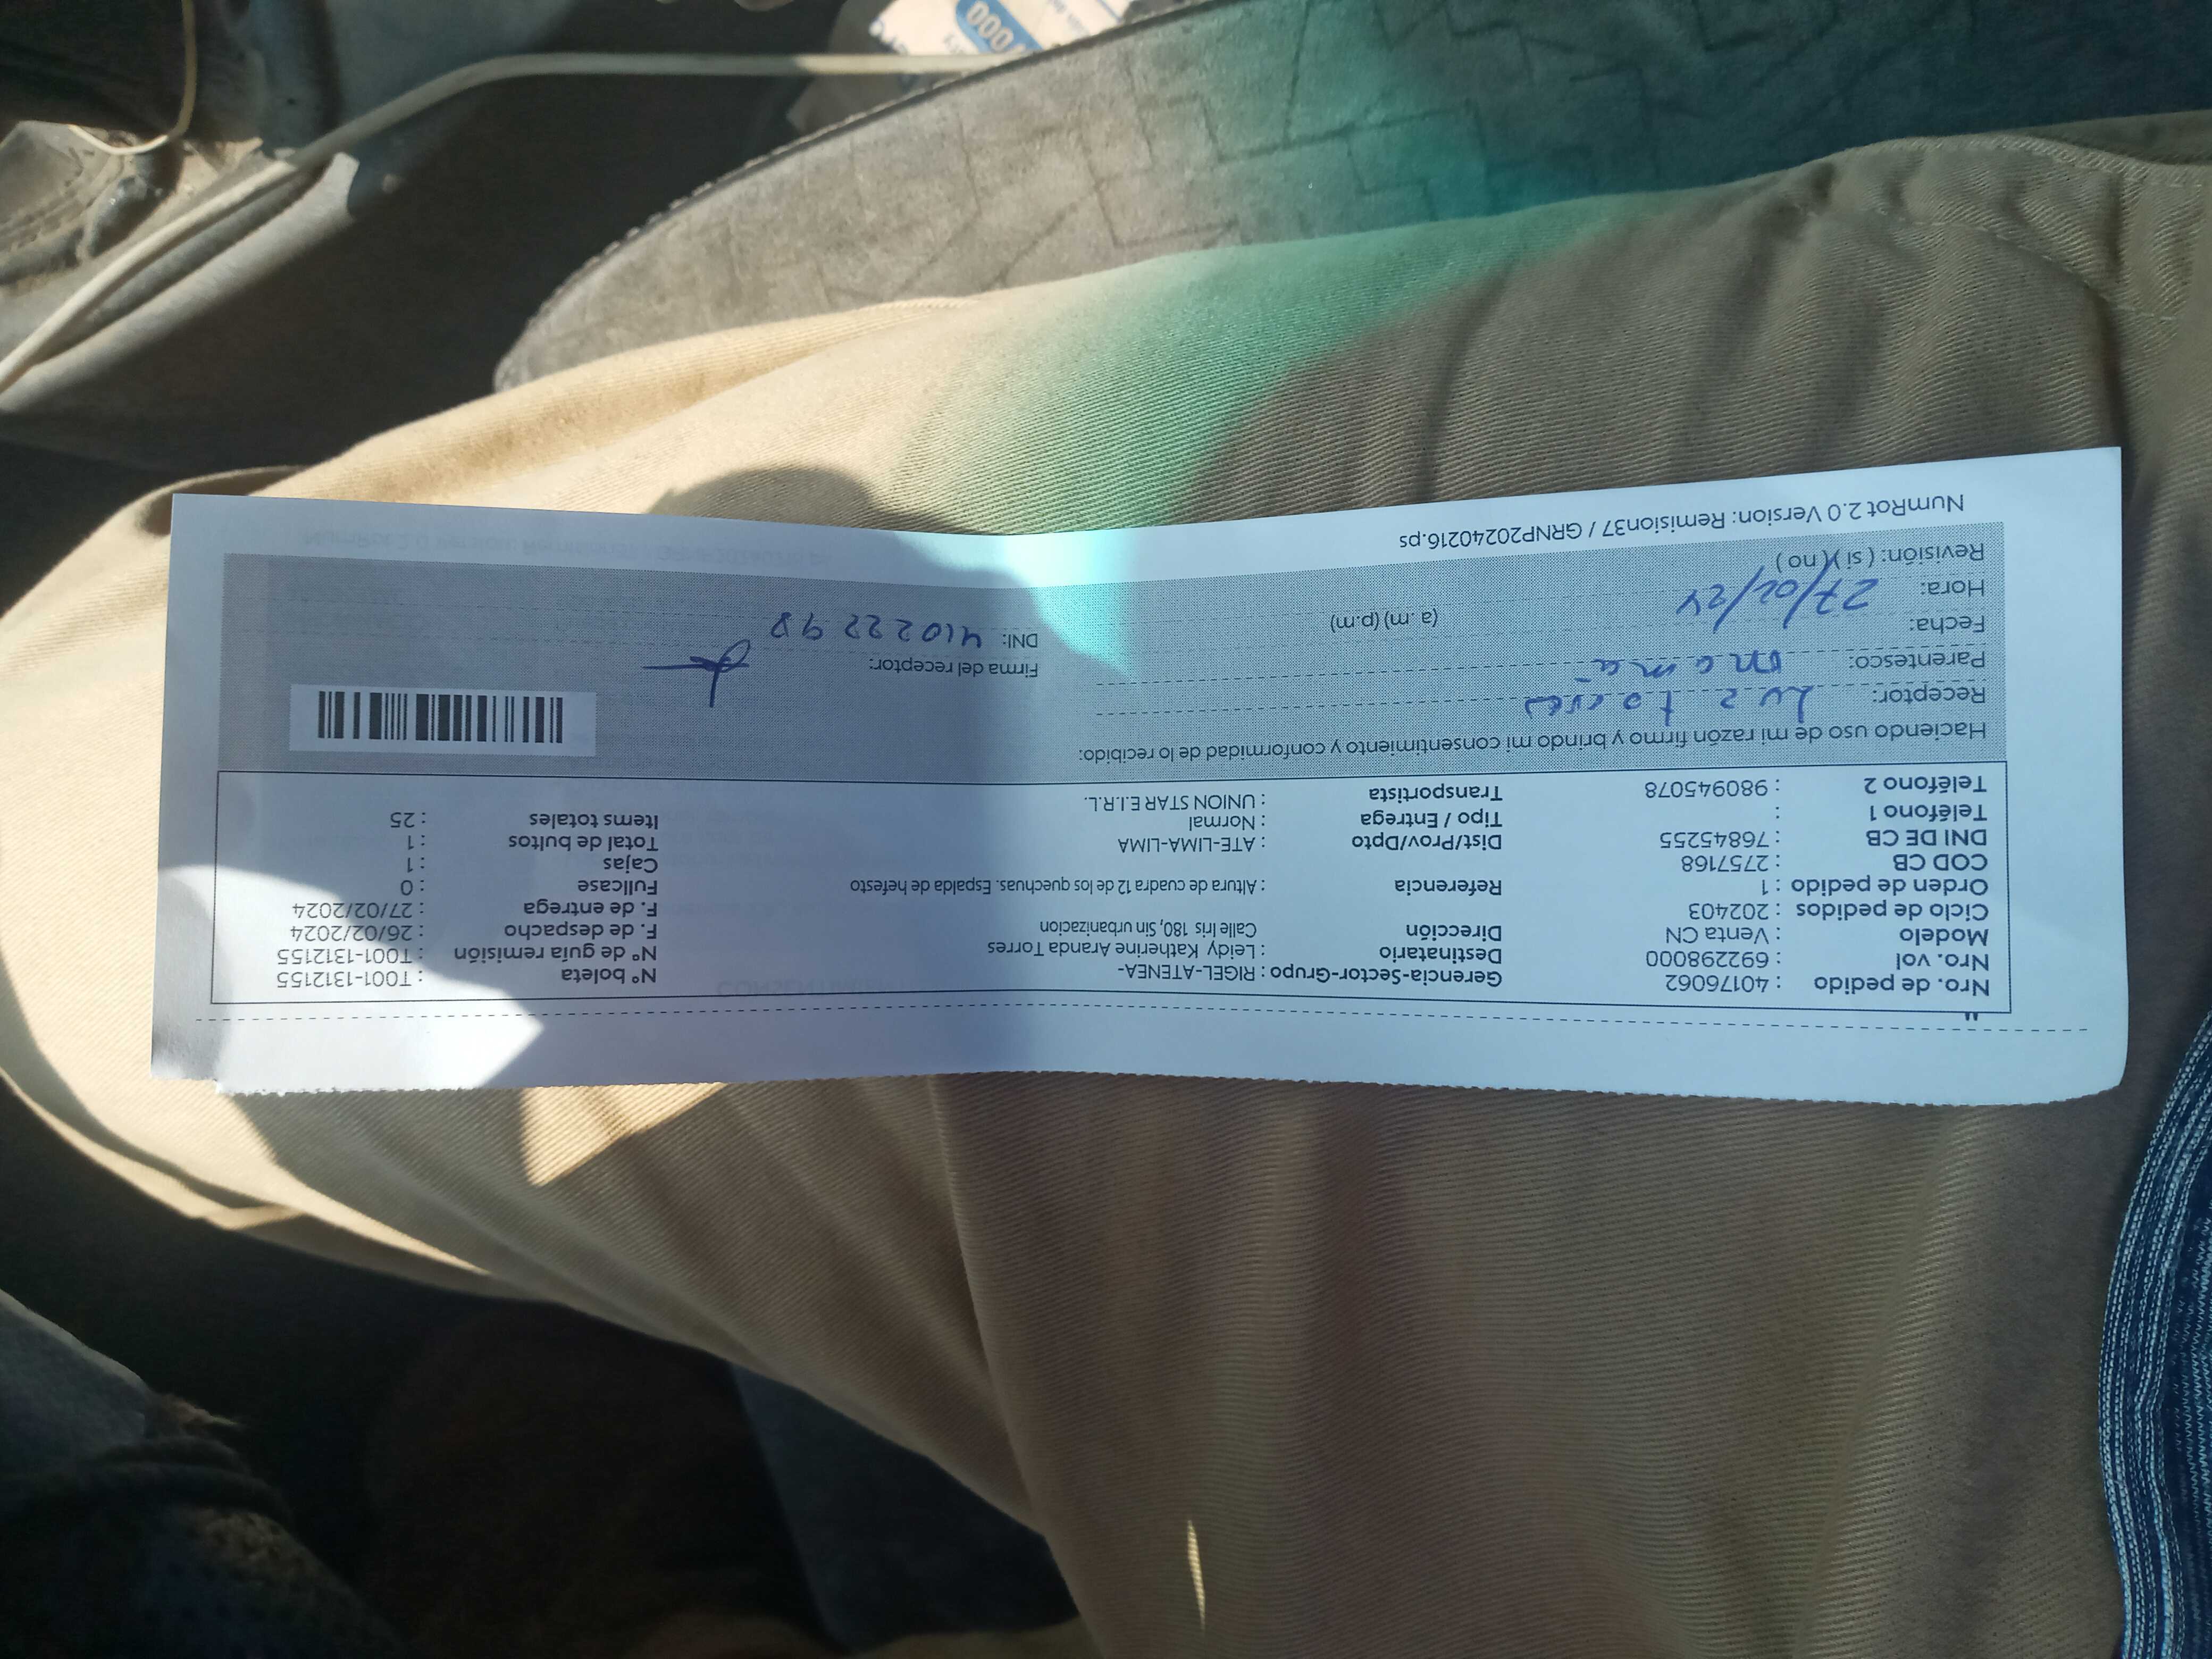 Nro. de pedido : 40176062 Gerencia-Sector-Grupo : RIGEL-ATENEA- N° boleta : T001-1312155
Nro. vol : 692298000 Destinatario : Leidy Katherine Aranda Torres N° de guía remisión : T001-1312155
Modelo : Venta CN Dirección Calle Iris 180, Sin urbanizacion F. de despacho : 26/02/2024
Ciclo de pedidos : 202403 F. de entrega : 27/02/2024
Orden de pedido : 1 Referencia : Altura de cuadra 12 de los quechuas. Espalda de hefesto Fullcase : 0
COD CB : 2757168 Cajas : 1
DNI DE CB : 76845255 Dist/Prov/Dpto : ATE-LIMA-LIMA Total de bultos : 1
Teléfono 1 : Tipo / Entrega : Normal Items totales : 25
Teléfono 2 : 980945078 Transportista : UNION STAR E.I.R.L.
Haciendo uso de mi razón firmo y brindo mi consentimiento y conformidad de lo recibido:
Receptor: Luz
Parentesco: mamá Firma del receptor:
Fecha: 27/02/24 DNI: 41022298
Hora: (a.m) (p.m)
Revisión: ( si )( no )
NumRot 2.0 Version: Remision37 / GRNP20240216.ps
000